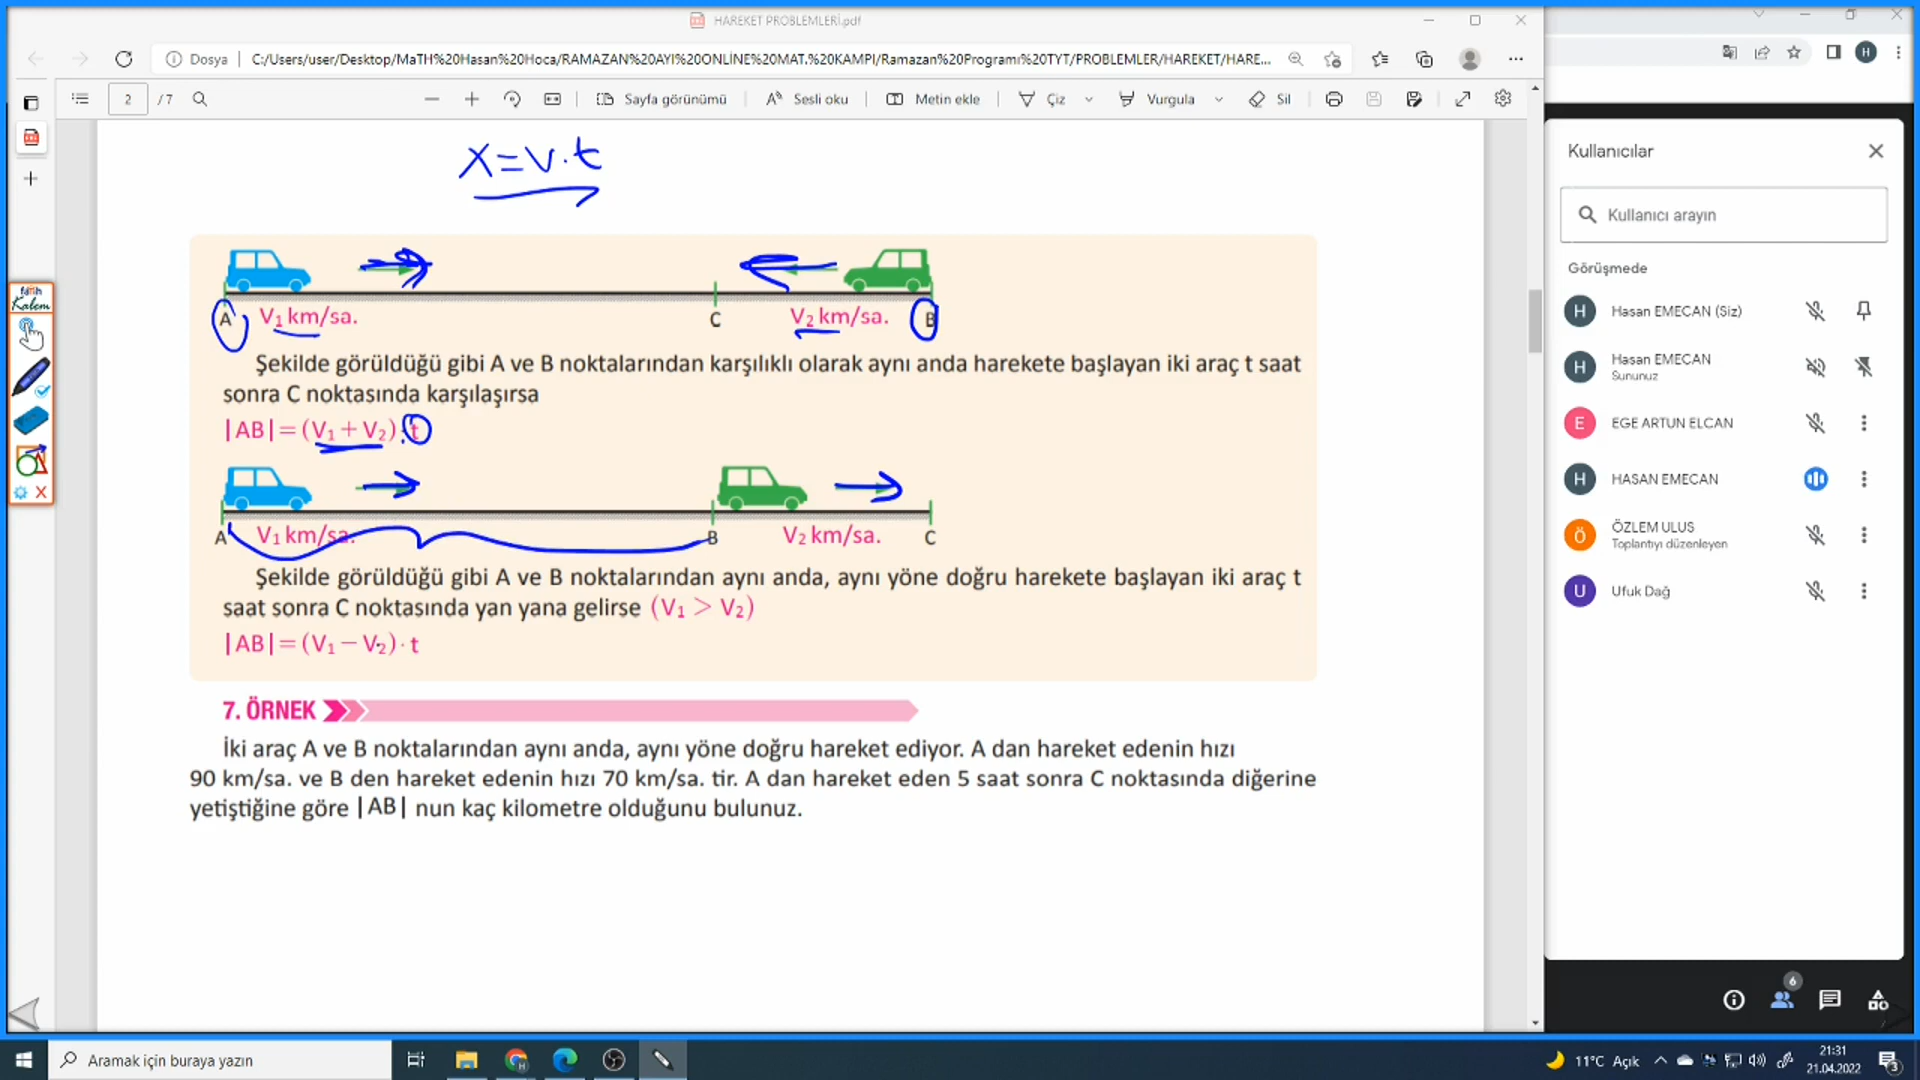 HAREKET PROBLEMLERİ.pdf
Dosya
C:/Users/user/Desktop/MaTH%20Hasan%20Hoca/RAMAZAN%20AYI%20ONLİNE%20MAT.%20KAMPI/Ramazan%20Programı%20TYT/PROBLEMLER/HAREKET/HARE...
2 /7
Sayfa görünümü
Sesli oku
Metin ekle
Çiz
Vurgula
Sil
X=V.t
A V1 km/sa. C V2 km/sa. B
Şekilde görüldüğü gibi A ve B noktalarından karşılıklı olarak aynı anda harekete başlayan iki araç t saat
sonra C noktasında karşılaşırsa
|AB|=(V1+V2)·t
A V1 km/sa. B V2 km/sa. C
Şekilde görüldüğü gibi A ve B noktalarından aynı anda, aynı yöne doğru harekete başlayan iki araç t
saat sonra C noktasında yan yana gelirse (V1 > V2)
|AB|=(V1−V2)·t
7. ÖRNEK
İki araç A ve B noktalarından aynı anda, aynı yöne doğru hareket ediyor. A dan hareket edenin hızı
90 km/sa. ve B den hareket edenin hızı 70 km/sa. tir. A dan hareket eden 5 saat sonra C noktasında diğerine
yetiştiğine göre |AB| nun kaç kilometre olduğunu bulunuz.
fatih
Kalem
X
H
Kullanıcılar
Kullanıcı arayın
Görüşmede
H Hasan EMECAN (Siz)
H Hasan EMECAN
Sununuz
E EGE ARTUN ELCAN
H HASAN EMECAN
Ö ÖZLEM ULUS
Toplantıyı düzenleyen
U Ufuk Dağ
6
Aramak için buraya yazın
11°C Açık
21:31
21.04.2022
3